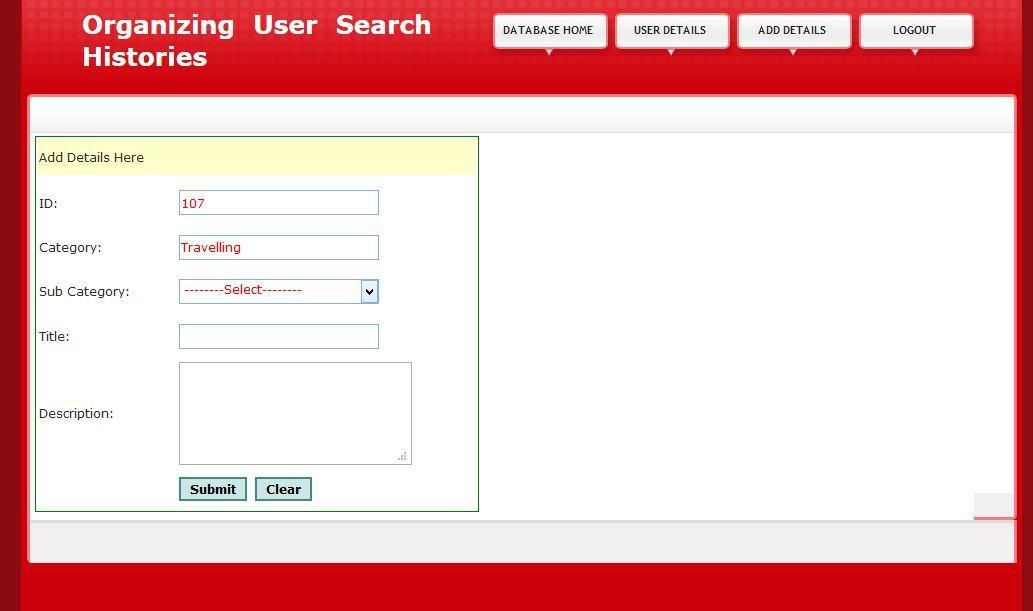 Organizing User Search
Histories
DATABASE HOME
USER DETAILS
ADD DETAILS
LOGOUT
Add Details Here
ID: 107
Category: Travelling
Sub Category: --------Select--------
Title:
Description:
Submit Clear